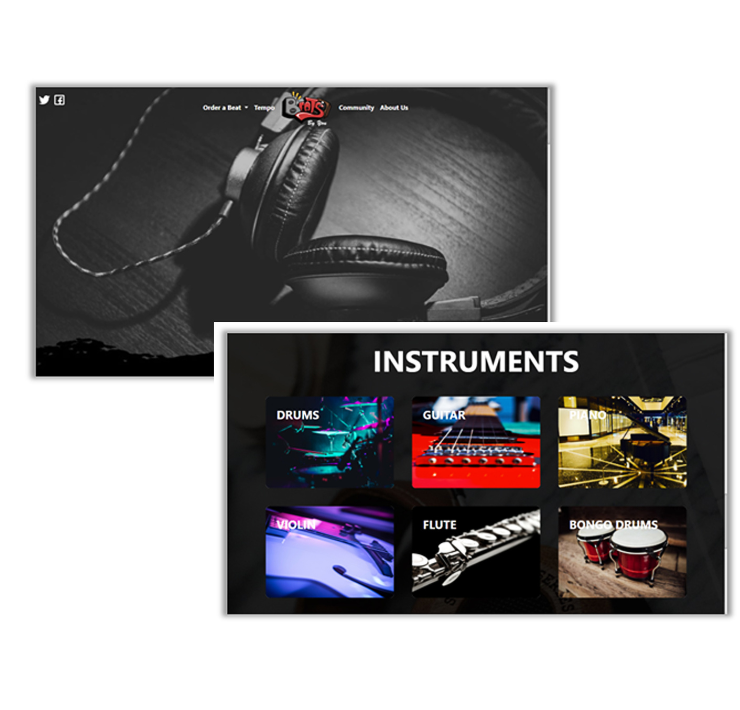 Order a Beat Tempo BEATS Community About Us
By You
INSTRUMENTS
DRUMS GUITAR PIANO
VIOLIN FLUTE BONGO DRUMS